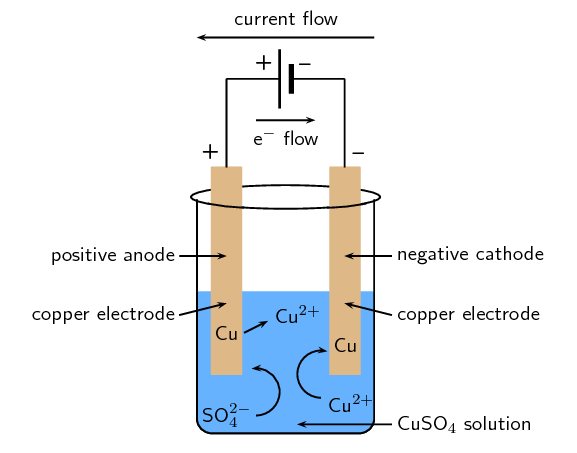 current flow
+ –
e⁻ flow
+ –
positive anode
negative cathode
copper electrode
copper electrode
Cu²⁺
Cu
Cu
SO₄²⁻
Cu²⁺
CuSO₄ solution